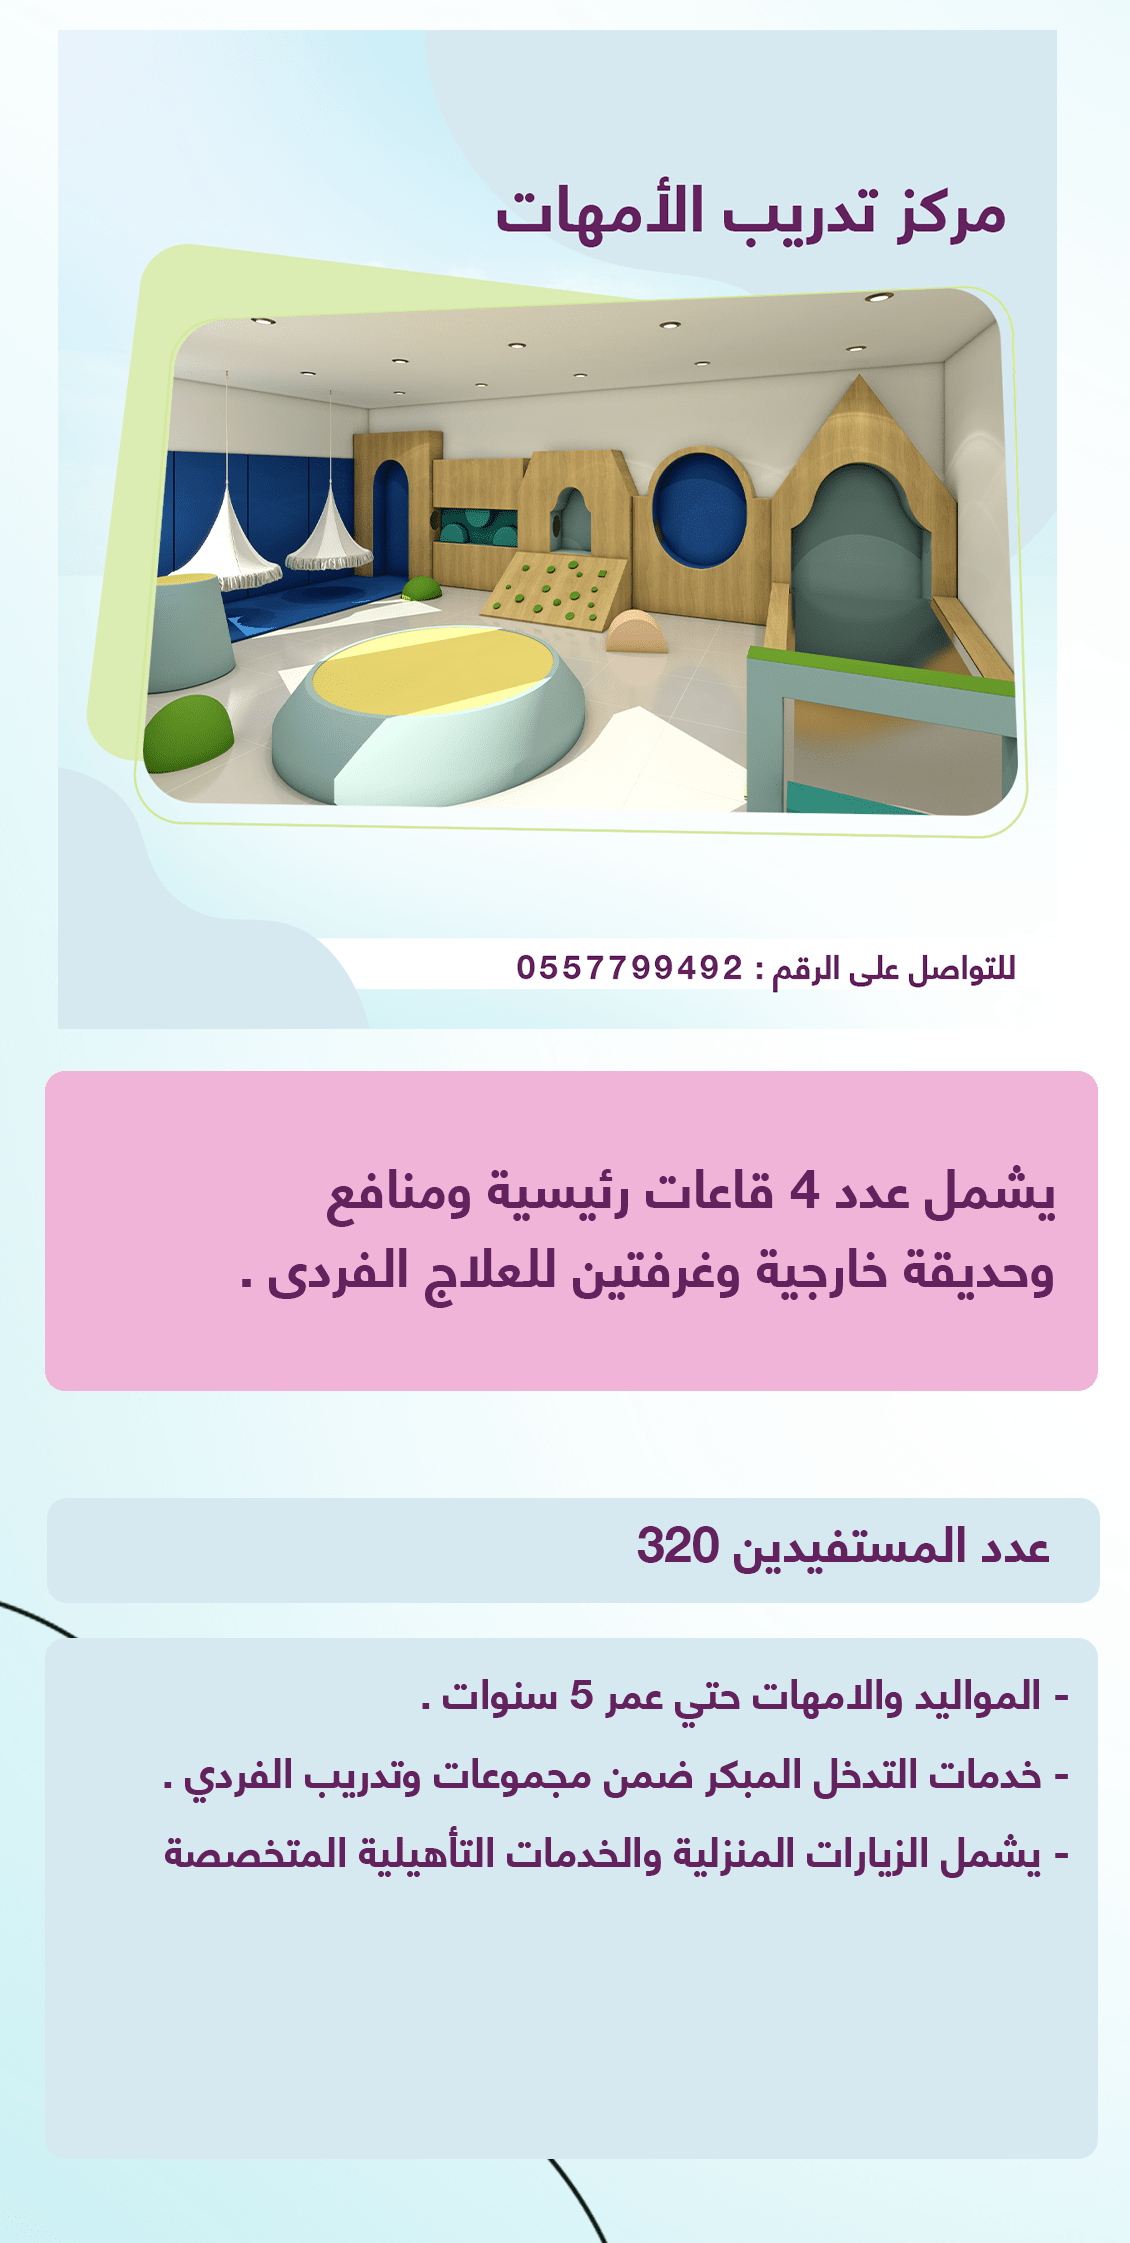 مركز تدريب الأمهات
للتواصل على الرقم : 0557799492
يشمل عدد 4 قاعات رئيسية ومنافع
وحديقة خارجية وغرفتين للعلاج الفردى .
عدد المستفيدين 320
- المواليد والامهات حتي عمر 5 سنوات .
- خدمات التدخل المبكر ضمن مجموعات وتدريب الفردي .
- يشمل الزيارات المنزلية والخدمات التأهيلية المتخصصة